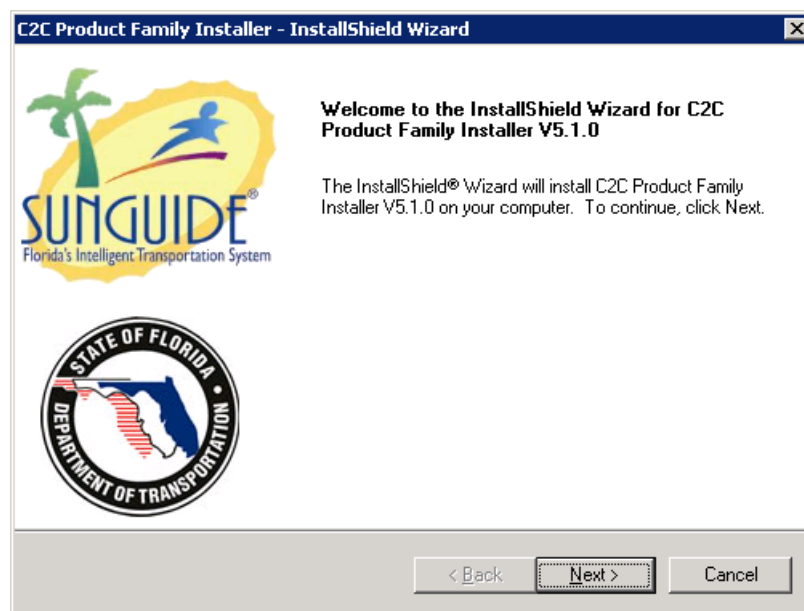 C2C Product Family Installer - InstallShield Wizard
SUNGUIDE®
Florida's Intelligent Transportation System
Welcome to the InstallShield Wizard for C2C
Product Family Installer V5.1.0
The InstallShield® Wizard will install C2C Product Family
Installer V5.1.0 on your computer. To continue, click Next.
STATE OF FLORIDA •
DEPARTMENT OF TRANSPORTATION
< Back
Next >
Cancel